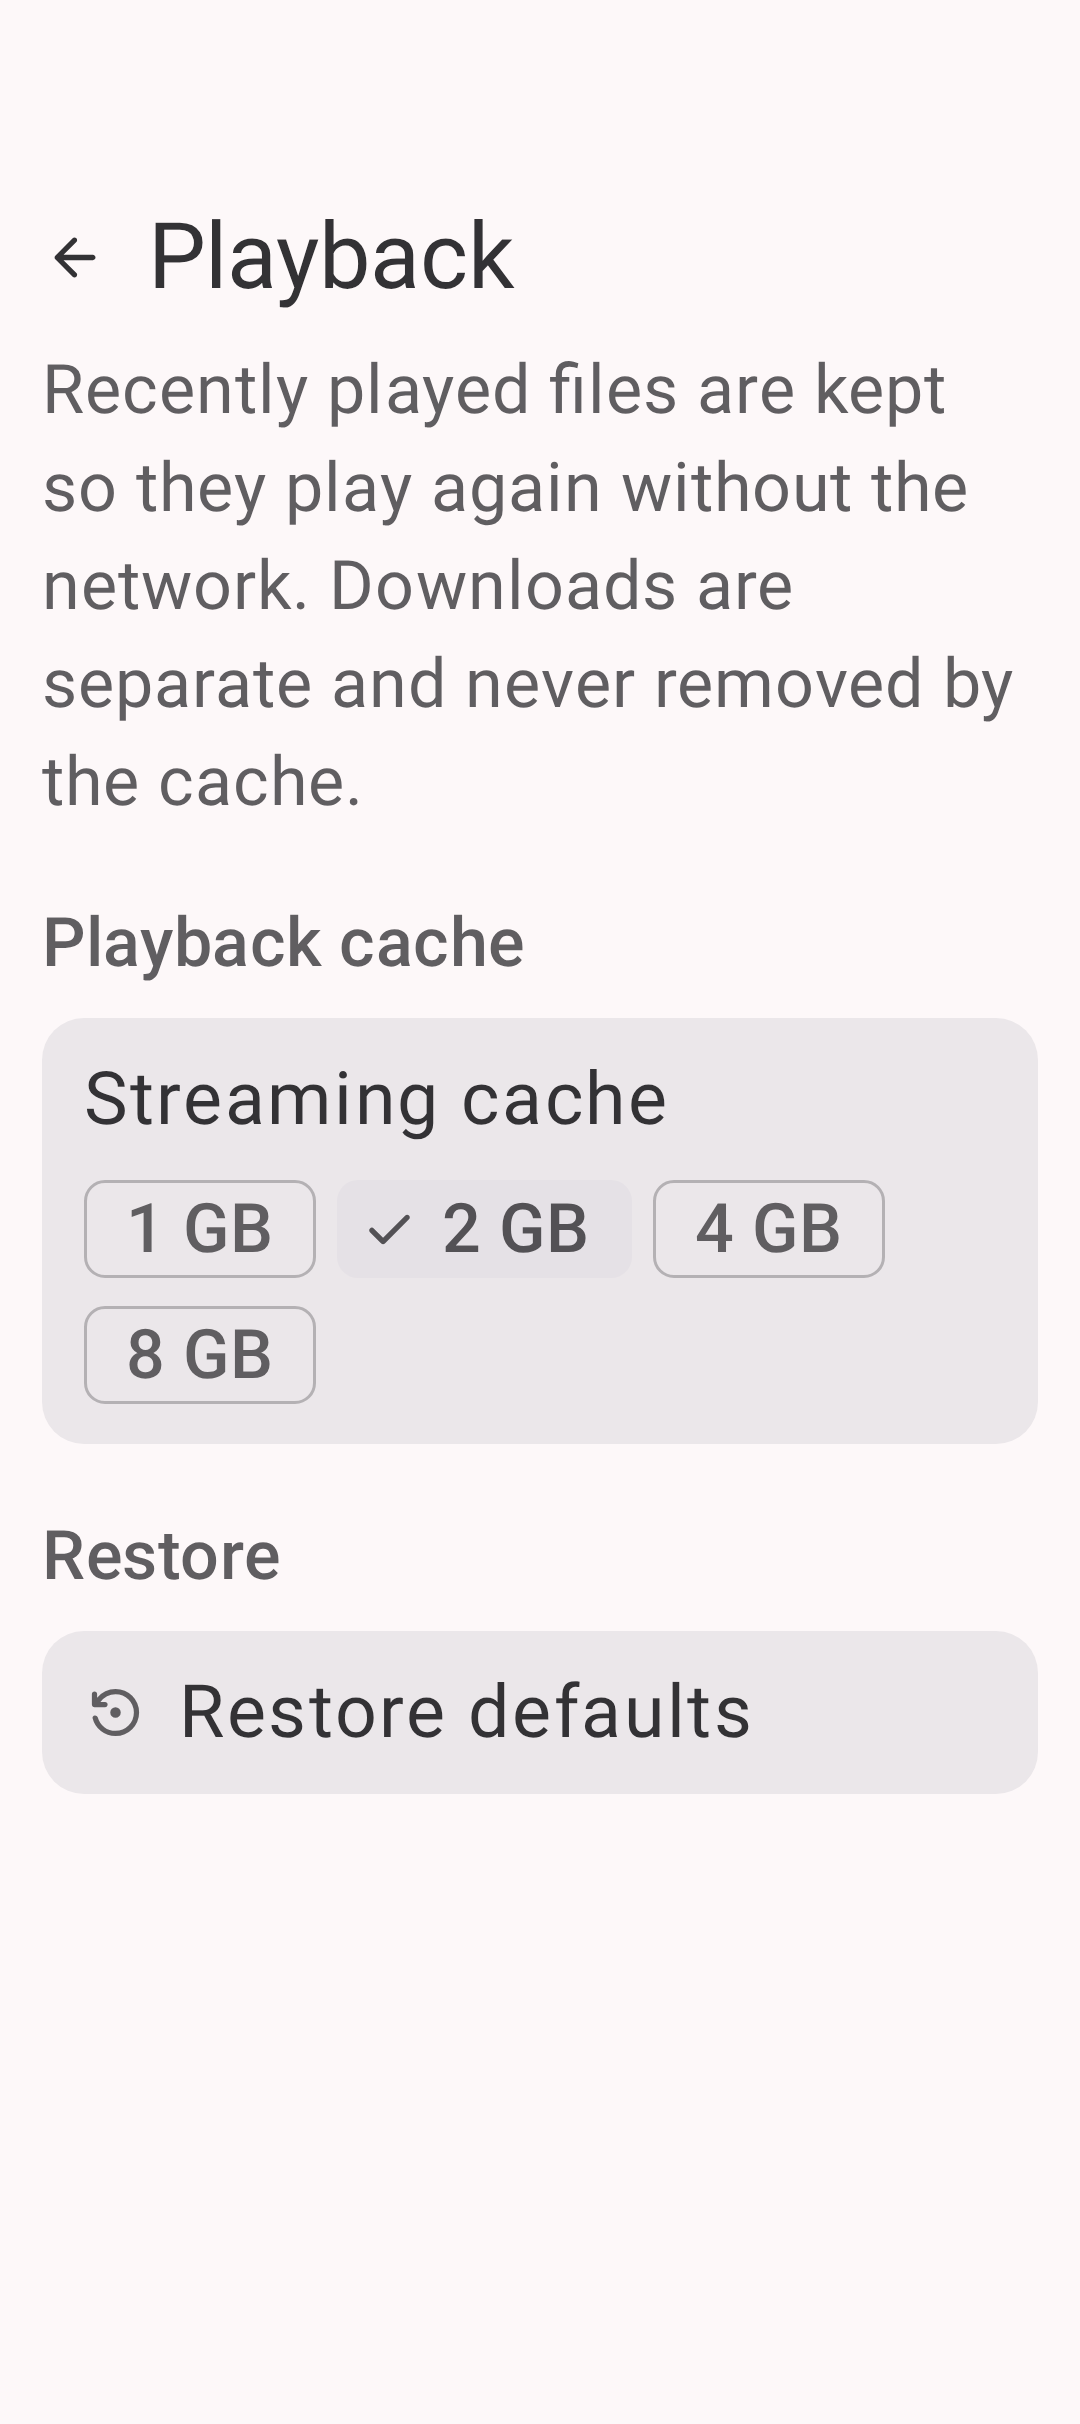 Playback
Recently played files are kept
so they play again without the
network. Downloads are
separate and never removed by
the cache.
Playback cache
Streaming cache
1 GB
2 GB
4 GB
8 GB
Restore
Restore defaults